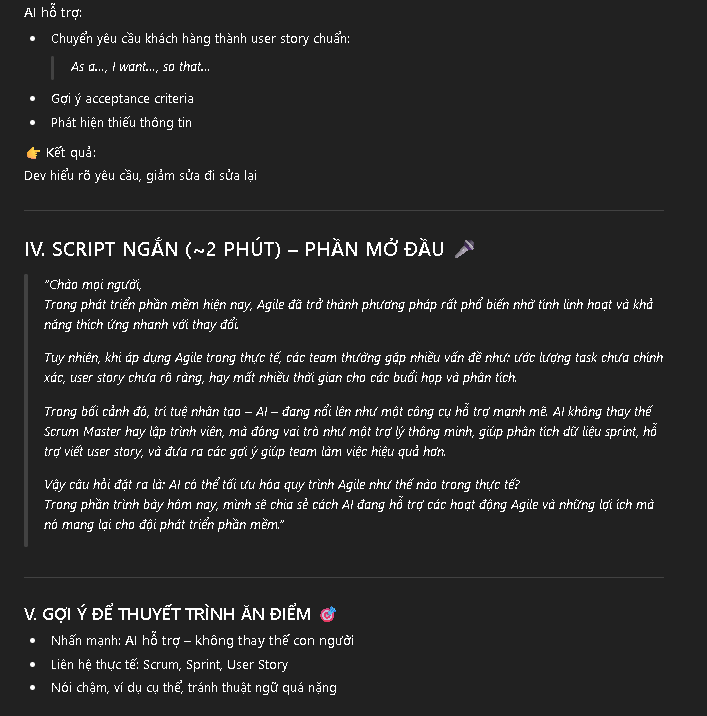 AI hỗ trợ:
• Chuyển yêu cầu khách hàng thành user story chuẩn:
As a..., I want..., so that...
• Gợi ý acceptance criteria
• Phát hiện thiếu thông tin
👉 Kết quả:
Dev hiểu rõ yêu cầu, giảm sửa đi sửa lại
IV. SCRIPT NGẮN (~2 PHÚT) – PHẦN MỞ ĐẦU 🎤
“Chào mọi người,
Trong phát triển phần mềm hiện nay, Agile đã trở thành phương pháp rất phổ biến nhờ tính linh hoạt và khả
năng thích ứng nhanh với thay đổi.
Tuy nhiên, khi áp dụng Agile trong thực tế, các team thường gặp nhiều vấn đề như: ước lượng task chưa chính
xác, user story chưa rõ ràng, hay mất nhiều thời gian cho các buổi họp và phân tích.
Trong bối cảnh đó, trí tuệ nhân tạo – AI – đang nổi lên như một công cụ hỗ trợ mạnh mẽ. AI không thay thế
Scrum Master hay lập trình viên, mà đóng vai trò như một trợ lý thông minh, giúp phân tích dữ liệu sprint, hỗ
trợ viết user story, và đưa ra các gợi ý giúp team làm việc hiệu quả hơn.
Vậy câu hỏi đặt ra là: AI có thể tối ưu hóa quy trình Agile như thế nào trong thực tế?
Trong phần trình bày hôm nay, mình sẽ chia sẻ cách AI đang hỗ trợ các hoạt động Agile và những lợi ích mà
nó mang lại cho đội phát triển phần mềm.”
V. GỢI Ý ĐỂ THUYẾT TRÌNH ĂN ĐIỂM 🎯
• Nhấn mạnh: AI hỗ trợ – không thay thế con người
• Liên hệ thực tế: Scrum, Sprint, User Story
• Nói chậm, ví dụ cụ thể, tránh thuật ngữ quá nặng